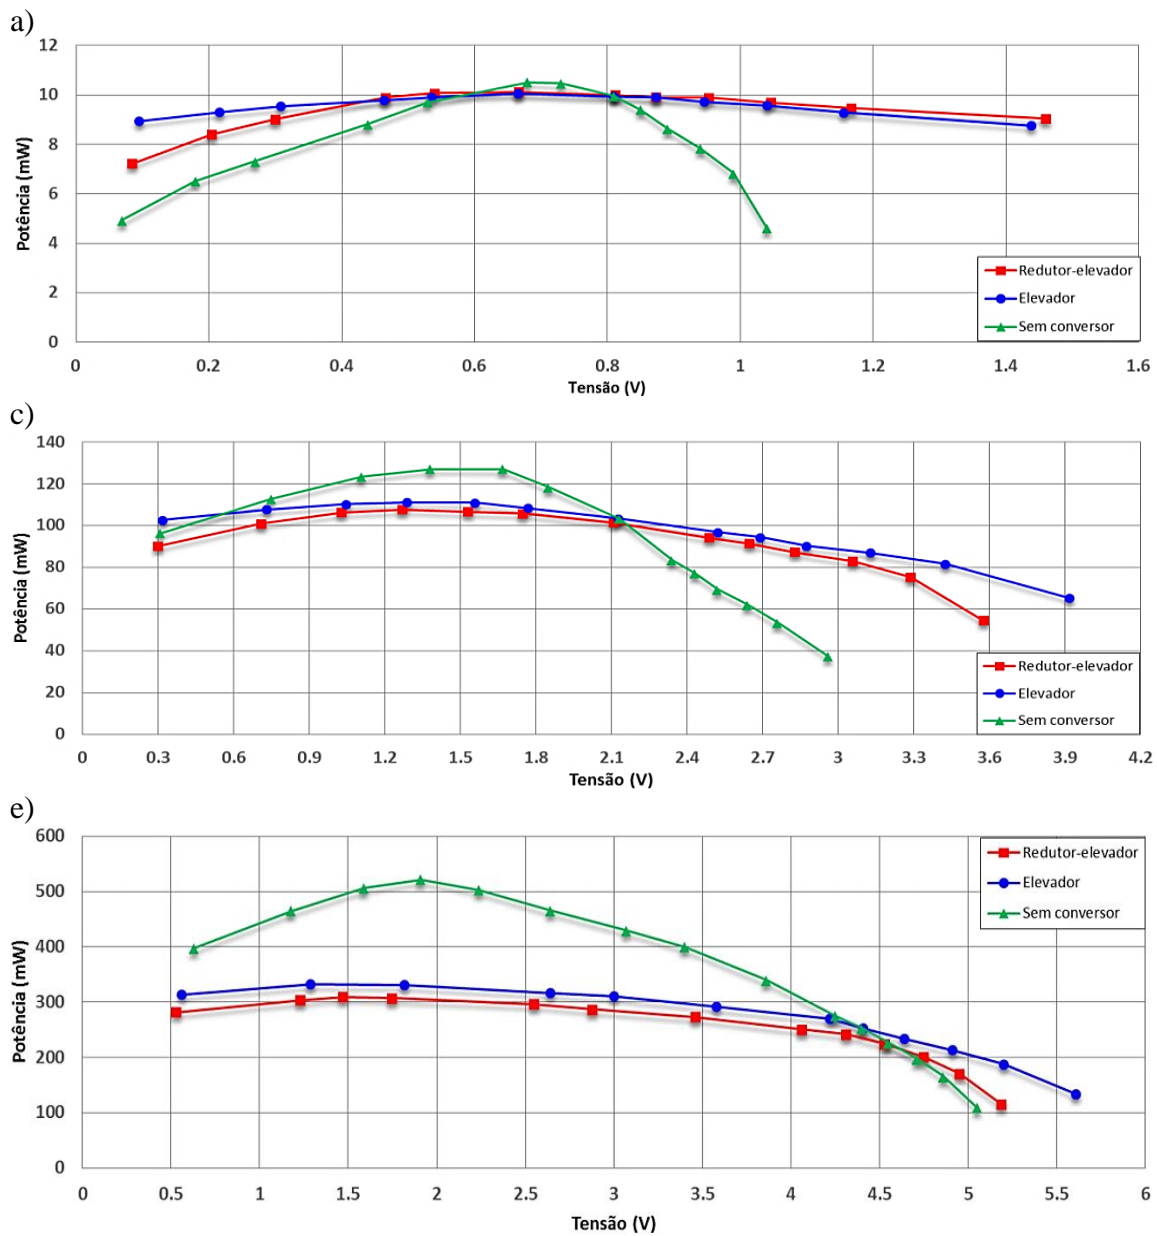 a)
12
10
8
6
4
2
0
Potência (mW)
0 0.2 0.4 0.6 0.8 1 1.2 1.4 1.6
Tensão (V)
Redutor-elevador
Elevador
Sem conversor
c)
140
120
100
80
60
40
20
0
Potência (mW)
0 0.3 0.6 0.9 1.2 1.5 1.8 2.1 2.4 2.7 3 3.3 3.6 3.9 4.2
Tensão (V)
Redutor-elevador
Elevador
Sem conversor
e)
600
500
400
300
200
100
0
Potência (mW)
0 0.5 1 1.5 2 2.5 3 3.5 4 4.5 5 5.5 6
Tensão (V)
Redutor-elevador
Elevador
Sem conversor